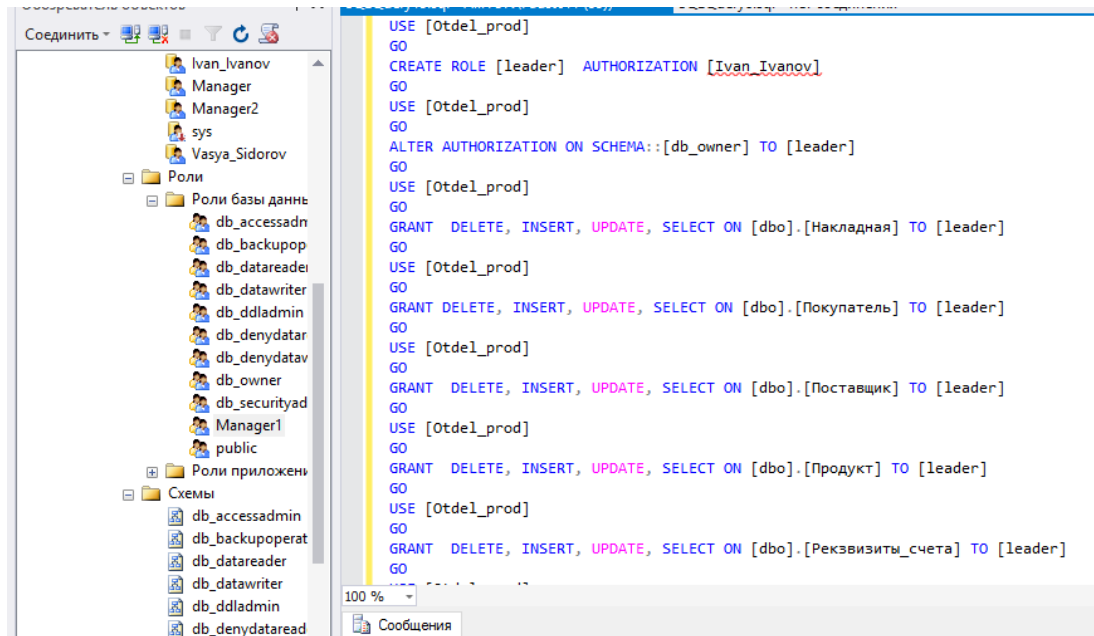 Соединить
Ivan_Ivanov
Manager
Manager2
sys
Vasya_Sidorov
Роли
Роли базы даннь
db_accessadm
db_backupop
db_datareader
db_datawriter
db_ddladmin
db_denydatar
db_denydatav
db_owner
db_securityad
Manager1
public
Роли приложени
Схемы
db_accessadmin
db_backupoperat
db_datareader
db_datawriter
db_ddladmin
db_denydataread
USE [Otdel_prod]
GO
CREATE ROLE [leader]  AUTHORIZATION [Ivan_Ivanov]
GO
USE [Otdel_prod]
GO
ALTER AUTHORIZATION ON SCHEMA::[db_owner] TO [leader]
GO
USE [Otdel_prod]
GO
GRANT  DELETE, INSERT, UPDATE, SELECT ON [dbo].[Накладная] TO [leader]
GO
USE [Otdel_prod]
GO
GRANT DELETE, INSERT, UPDATE, SELECT ON [dbo].[Покупатель] TO [leader]
GO
USE [Otdel_prod]
GO
GRANT  DELETE, INSERT, UPDATE, SELECT ON [dbo].[Поставщик] TO [leader]
GO
USE [Otdel_prod]
GO
GRANT  DELETE, INSERT, UPDATE, SELECT ON [dbo].[Продукт] TO [leader]
GO
USE [Otdel_prod]
GO
GRANT  DELETE, INSERT, UPDATE, SELECT ON [dbo].[Рекзвизиты_счета] TO [leader]
GO
100 %
Сообщения